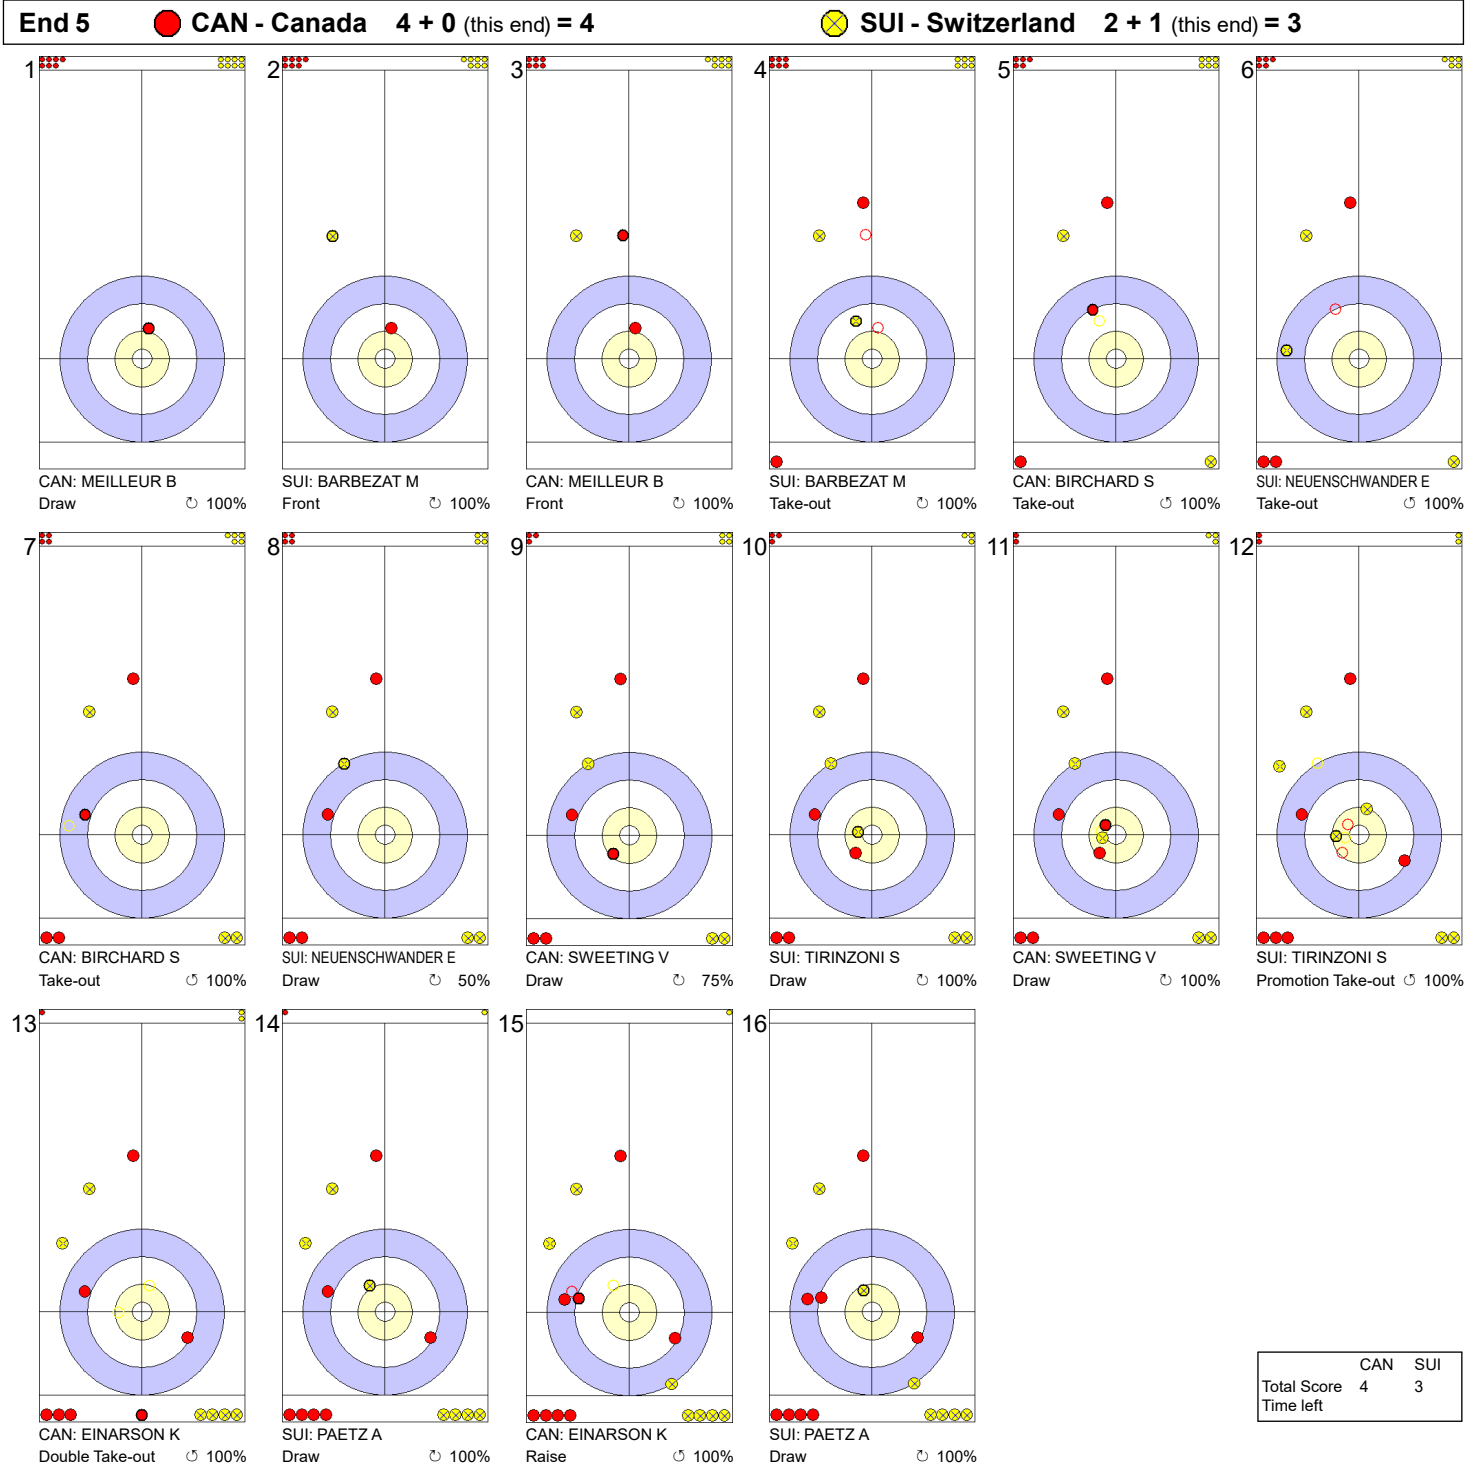 End 5 CAN - Canada 4 + 0 (this end) = 4 SUI - Switzerland 2 + 1 (this end) = 3
1 2 3 4 5 6
CAN: MEILLEUR B SUI: BARBEZAT M CAN: MEILLEUR B SUI: BARBEZAT M CAN: BIRCHARD S SUI: NEUENSCHWANDER E
Draw ↻ 100% Front ↻ 100% Front ↻ 100% Take-out ↻ 100% Take-out ↻ 100% Take-out ↻ 100%
7 8 9 10 11 12
CAN: BIRCHARD S SUI: NEUENSCHWANDER E CAN: SWEETING V SUI: TIRINZONI S CAN: SWEETING V SUI: TIRINZONI S
Take-out ↺ 100% Draw ↻ 50% Draw ↻ 75% Draw ↻ 100% Draw ↻ 100% Promotion Take-out ↺ 100%
13 14 15 16
CAN: EINARSON K SUI: PAETZ A CAN: EINARSON K SUI: PAETZ A
Double Take-out ↻ 100% Draw ↻ 100% Raise ↺ 100% Draw ↻ 100%
CAN SUI
Total Score 4 3
Time left